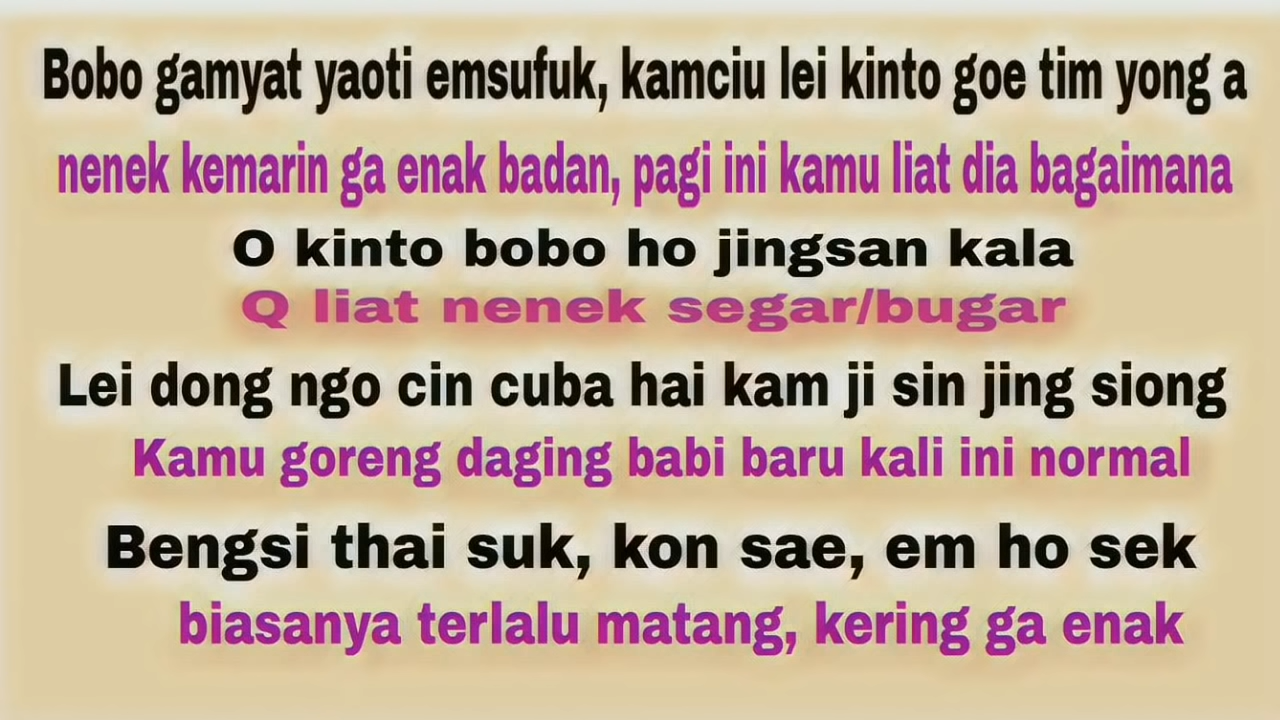 Bobo gamyat yaoti emsufuk, kamciu lei kinto goe tim yong a
nenek kemarin ga enak badan, pagi ini kamu liat dia bagaimana
O kinto bobo ho jingsan kala
Q liat nenek segar/bugar
Lei dong ngo cin cuba hai kam ji sin jing siong
Kamu goreng daging babi baru kali ini normal
Bengsi thai suk, kon sae, em ho sek
biasanya terlalu matang, kering ga enak